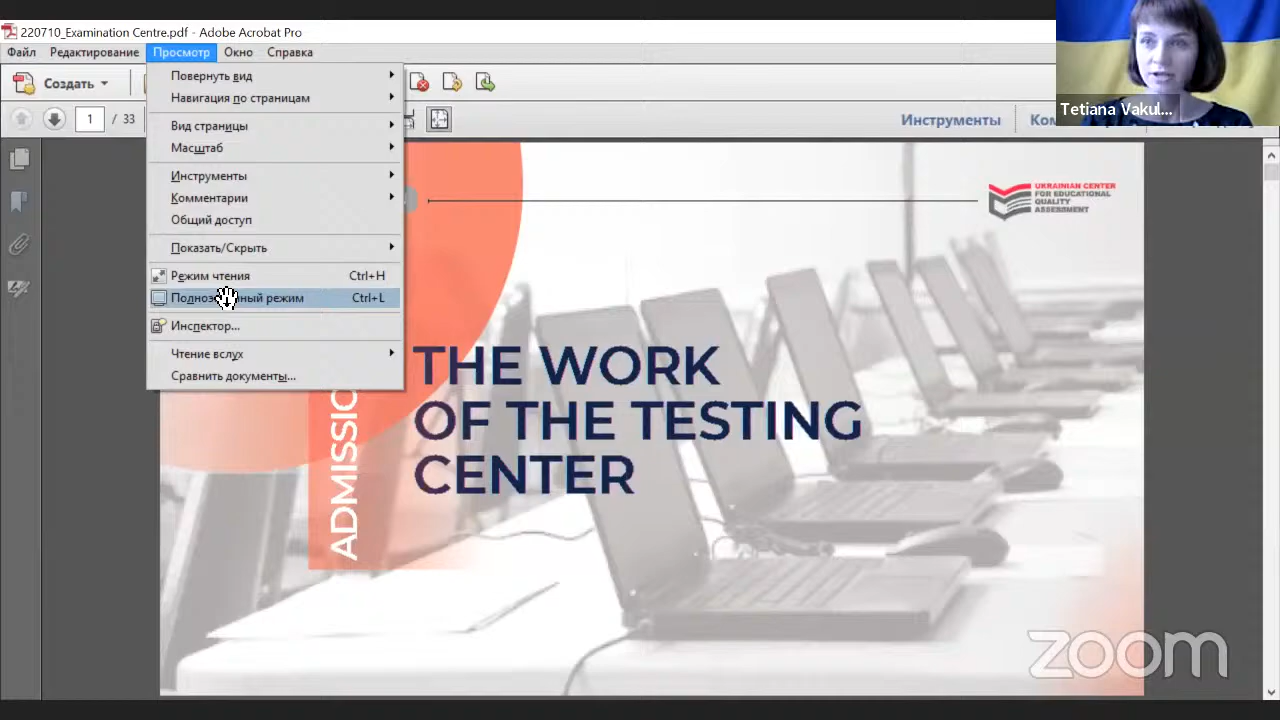 220710_Examination Centre.pdf - Adobe Acrobat Pro
Файл Редактирование Просмотр Окно Справка
Создать
1 / 33
Инструменты
Tetiana Vakul...
Повернуть вид
Навигация по страницам
Вид страницы
Масштаб
Инструменты
Комментарии
Общий доступ
Показать/Скрыть
Режим чтения Ctrl+H
режим Ctrl+L
Инспектор...
Чтение вслух
Сравнить документы...
UKRAINIAN CENTER
FOR EDUCATIONAL
QUALITY
ASSESSMENT
THE WORK
OF THE TESTING
CENTER
zoom